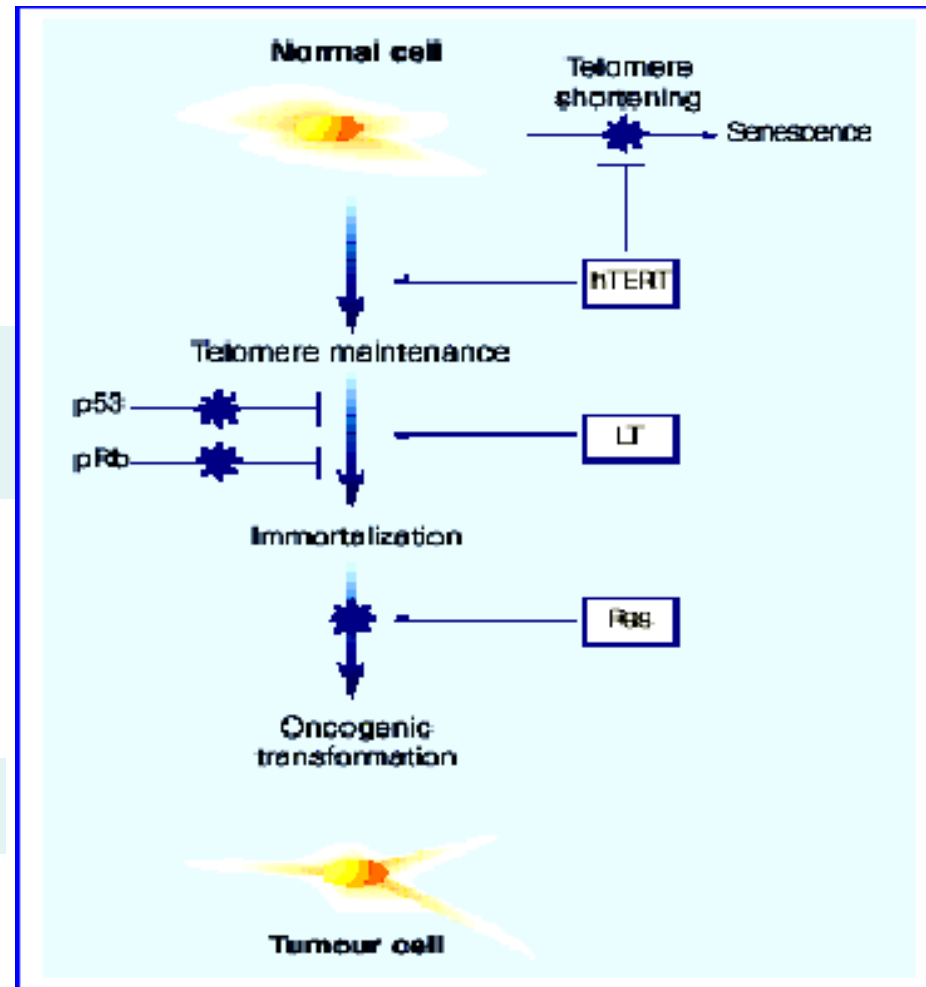 Normal cell
Telomere
shortening
Senescence
hTERT
Telomere maintenance
p53
pRb
LT
Immortalization
Ras
Oncogenic
transformation
Tumour cell